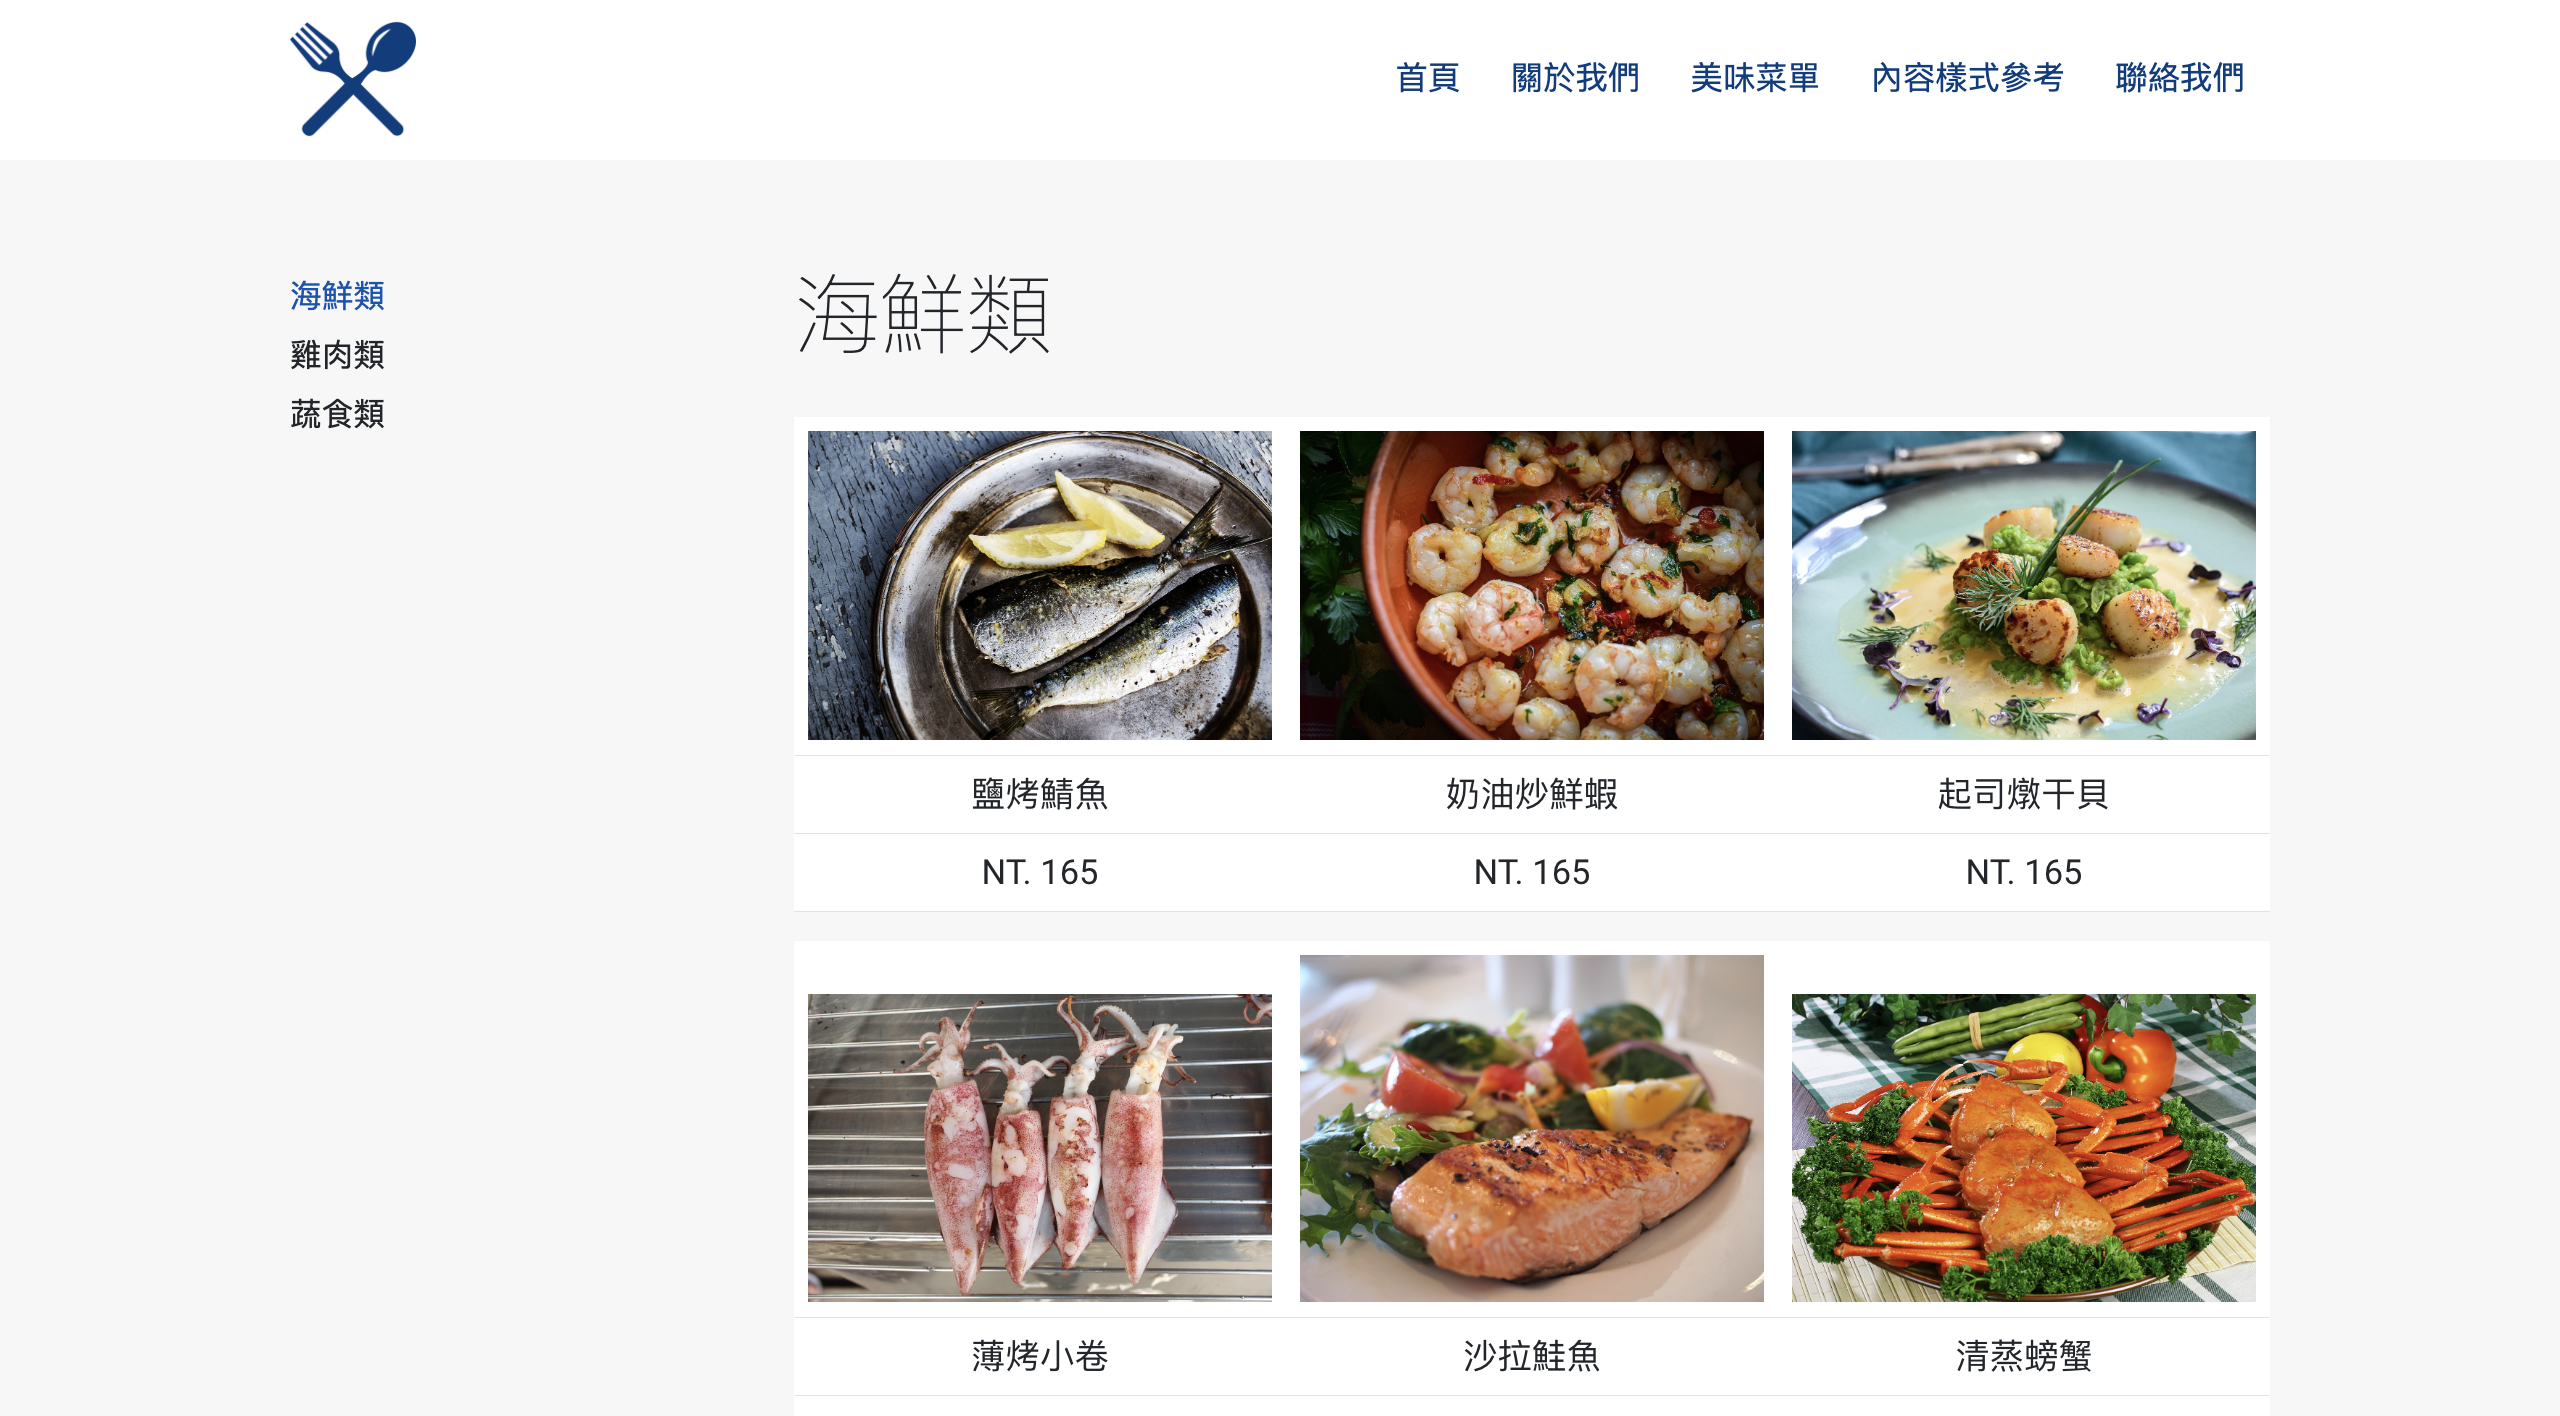 首頁 關於我們 美味菜單 內容樣式參考 聯絡我們
海鮮類
雞肉類
蔬食類
海鮮類
鹽烤鯖魚 奶油炒鮮蝦 起司燉干貝
NT. 165 NT. 165 NT. 165
薄烤小卷 沙拉鮭魚 清蒸螃蟹